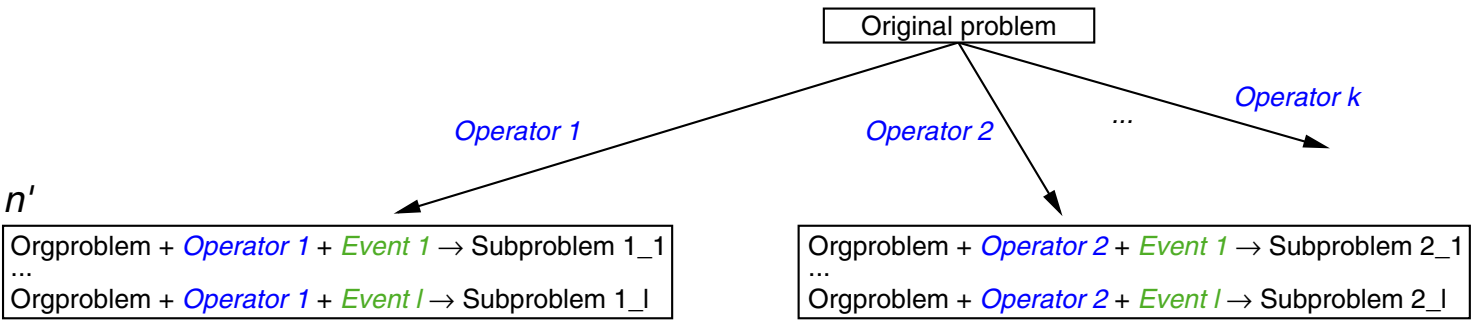 Original problem
Operator k
...
Operator 1
Operator 2
n'
Orgproblem + Operator 1 + Event 1 → Subproblem 1_1
...
Orgproblem + Operator 1 + Event l → Subproblem 1_l
Orgproblem + Operator 2 + Event 1 → Subproblem 2_1
...
Orgproblem + Operator 2 + Event l → Subproblem 2_l